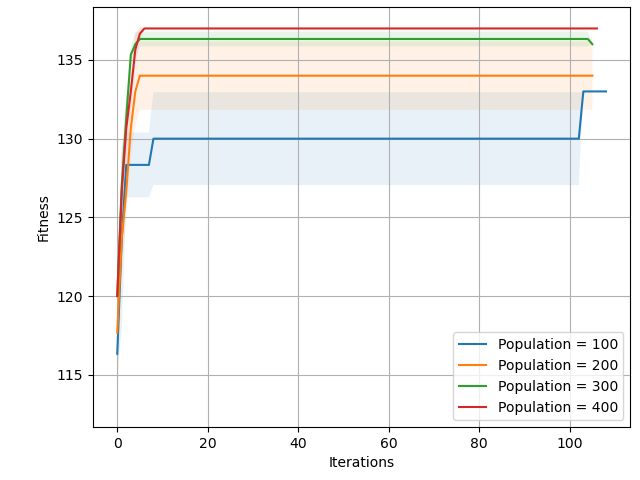 135
130
125
120
115
Fitness
0 20 40 60 80 100
Iterations
Population = 100
Population = 200
Population = 300
Population = 400